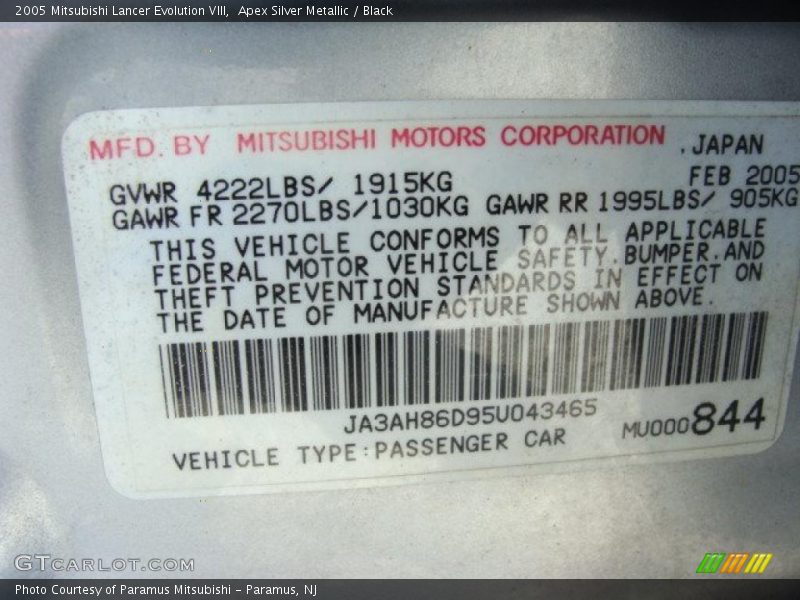 2005 Mitsubishi Lancer Evolution VIII,  Apex Silver Metallic / Black
MFD. BY MITSUBISHI MOTORS CORPORATION . JAPAN
FEB 2005
GVWR 4222LBS/ 1915KG
GAWR FR 2270LBS/1030KG GAWR RR 1995LBS/ 905KG
THIS VEHICLE CONFORMS TO ALL APPLICABLE
FEDERAL MOTOR VEHICLE SAFETY.BUMPER.AND
THEFT PREVENTION STANDARDS IN EFFECT ON
THE DATE OF MANUFACTURE SHOWN ABOVE.
JA3AH86D95U043465
MU000844
VEHICLE TYPE:PASSENGER CAR
GTCARLOT.COM
Photo Courtesy of Paramus Mitsubishi - Paramus, NJ